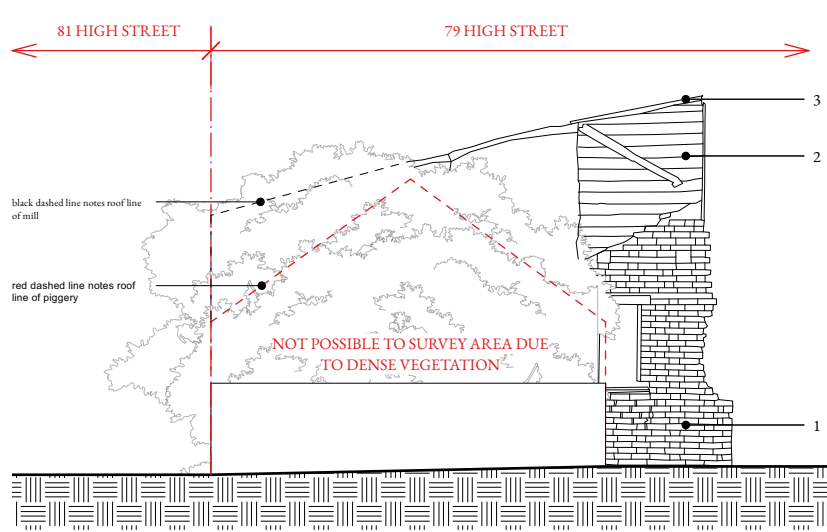 81 HIGH STREET
79 HIGH STREET
3
2
black dashed line notes roof line
of mill
red dashed line notes roof
line of piggery
NOT POSSIBLE TO SURVEY AREA DUE
TO DENSE VEGETATION
1